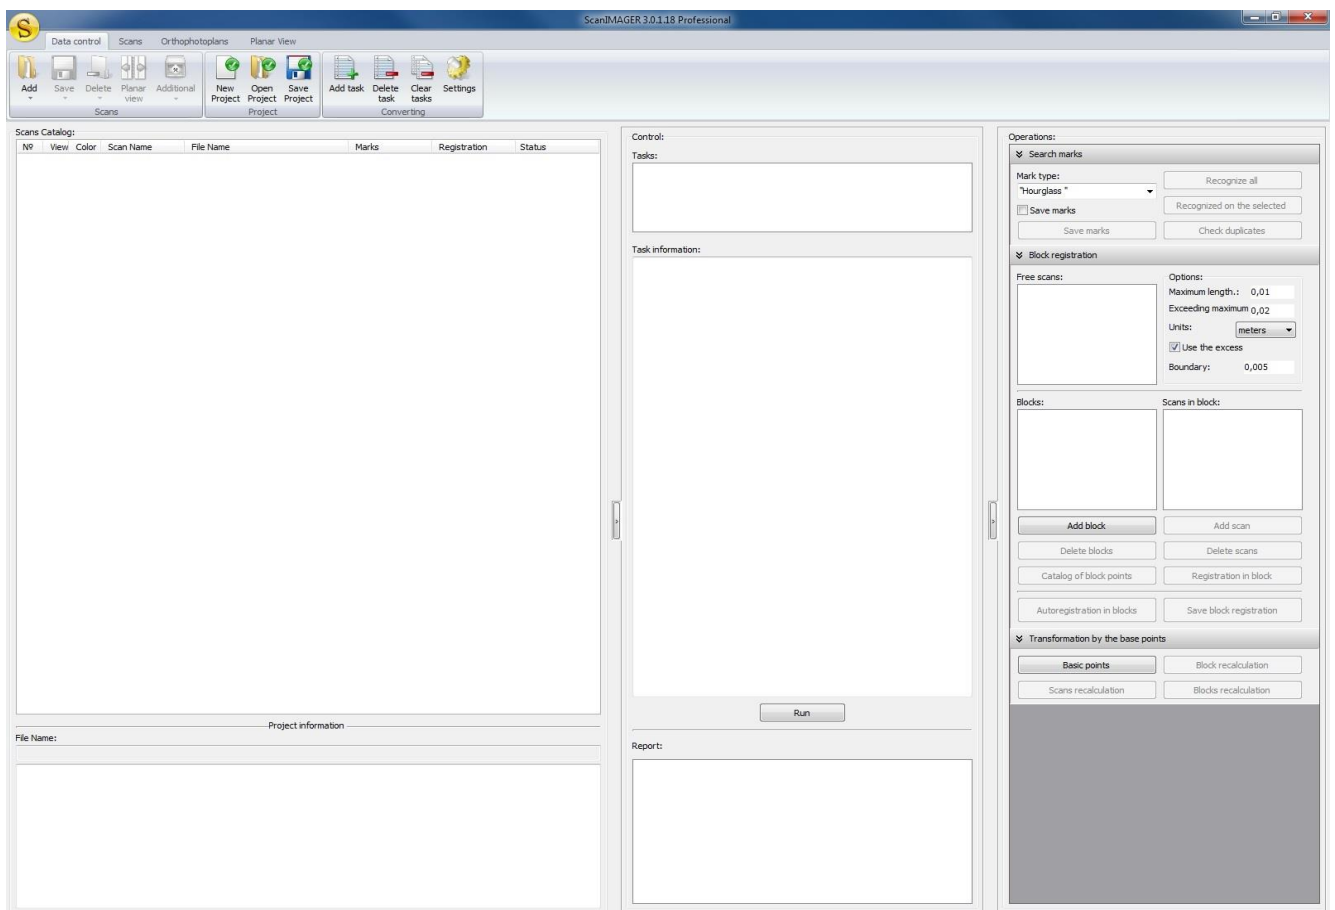 ScanIMAGER 3.0.1.18 Professional
S
Data control Scans Orthophotoplans Planar View
Add Save Delete Planar view Additional
New Project Open Project Save Project
Add task Delete task Clear tasks Settings
Scans Project Converting
Scans Catalog:
Nº View Color Scan Name File Name Marks Registration Status
Project information
File Name:
Control:
Tasks:
Task information:
Run
Report:
Operations:
Search marks
Mark type:
"Hourglass "
Recognize all
Save marks
Recognized on the selected
Save marks Check duplicates
Block registration
Free scans:
Options:
Maximum length.: 0,01
Exceeding maximum 0,02
Units: meters
Use the excess
Boundary: 0,005
Blocks: Scans in block:
Add block Add scan
Delete blocks Delete scans
Catalog of block points Registration in block
Autoregistration in blocks Save block registration
Transformation by the base points
Basic points Block recalculation
Scans recalculation Blocks recalculation